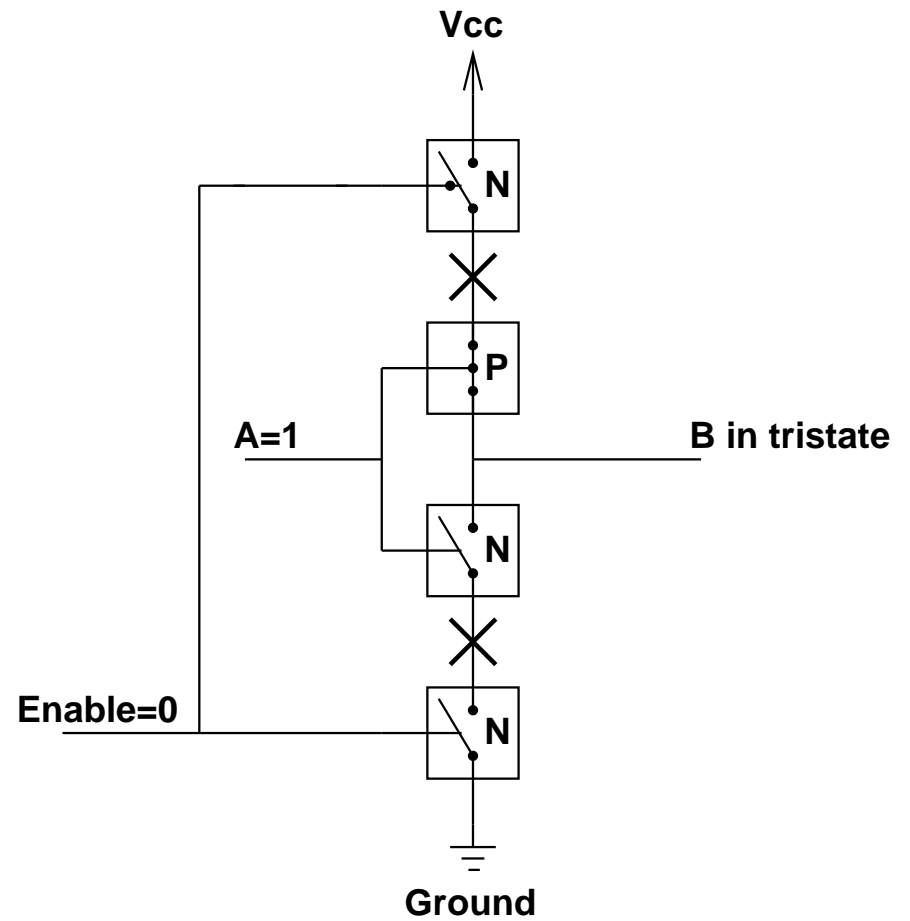 Vcc
N
P
A=1
B in tristate
N
Enable=0
N
Ground